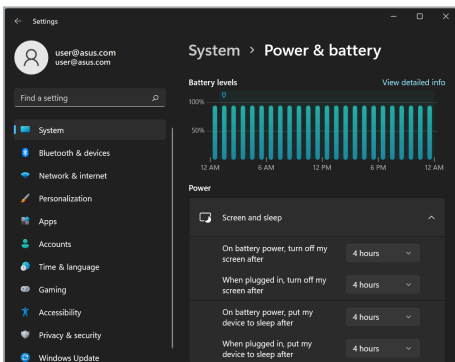 Settings
user@asus.com
user@asus.com
Find a setting
System
Bluetooth & devices
Network & internet
Personalization
Apps
Accounts
Time & language
Gaming
Accessibility
Privacy & security
Windows Update
System > Power & battery
Battery levels View detailed info
100%
50%
12 AM 6 AM 12 PM 6 PM 12 AM
Power
Screen and sleep
On battery power, turn off my
screen after
4 hours
When plugged in, turn off my
screen after
4 hours
On battery power, put my
device to sleep after
4 hours
When plugged in, put my
device to sleep after
4 hours